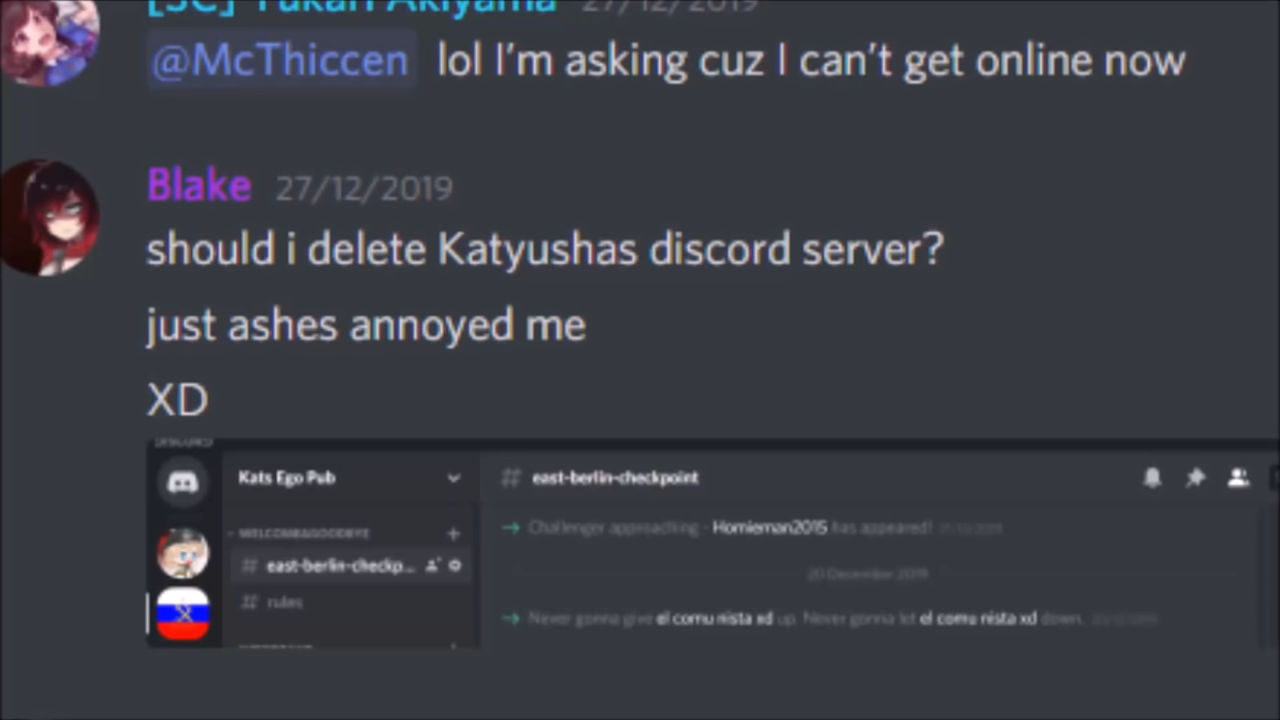 [SC] Yukari Akiyama 27/12/2019
@McThiccen lol I’m asking cuz I can’t get online now
Blake 27/12/2019
should i delete Katyushas discord server?
just ashes annoyed me
XD
DISCORD
Kats Ego Pub
# east-berlin-checkpoint
Challenger approaching - Homieman2015 has appeared!
WELCOME&GOODBYE
# east-berlin-checkp...
20 December 2019
# rules
Never gonna give el comu nista xd up. Never gonna let el comu nista xd down.